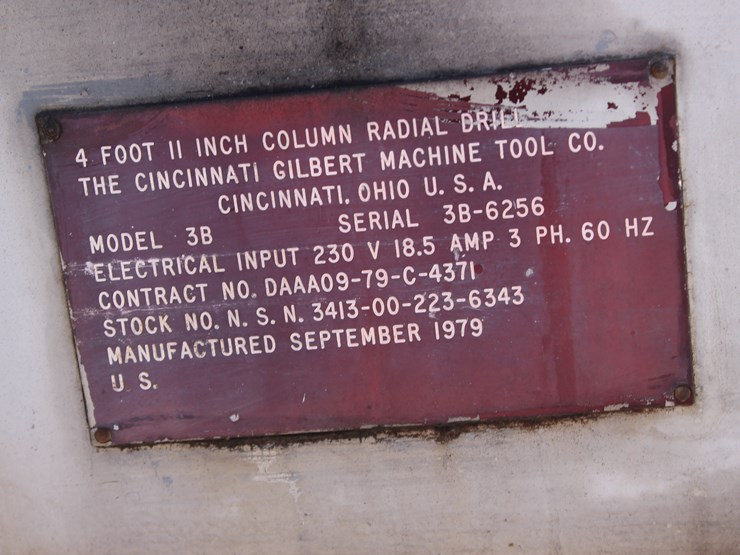 4 FOOT 11 INCH COLUMN RADIAL DRILL
THE CINCINNATI GILBERT MACHINE TOOL CO.
CINCINNATI. OHIO U. S. A.
MODEL 3B SERIAL 3B-6256
ELECTRICAL INPUT 230 V 18.5 AMP 3 PH. 60 HZ
CONTRACT NO. DAAA09-79-C-4371
STOCK NO. N. S. N. 3413-00-223-6343
MANUFACTURED SEPTEMBER 1979
U. S.